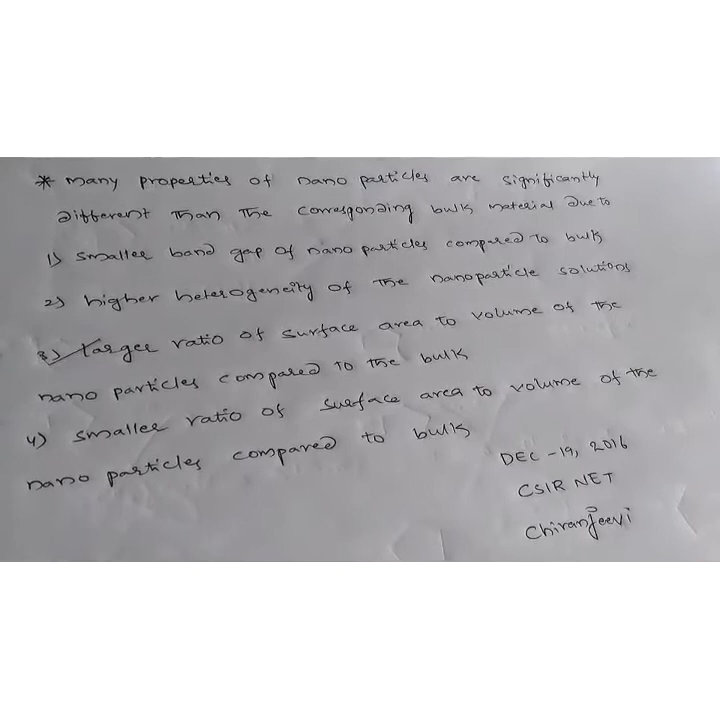 * Many properties of nano particles are significantly
different than the corresponding bulk material due to
1) smaller band gap of nano particles compared to bulk
2) higher heterogeneity of the nanoparticle solutions
3) larger ratio of surface area to volume of the
nano particles compared to the bulk
4) smaller ratio of surface area to volume of the
nano particles compared to bulk
DEC-19, 2016
CSIR NET
Chiranjeevi